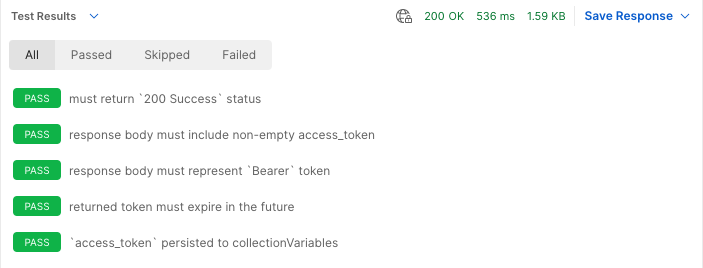 Test Results 200 OK 536 ms 1.59 KB Save Response
All Passed Skipped Failed
PASS must return `200 Success` status
PASS response body must include non-empty access_token
PASS response body must represent `Bearer` token
PASS returned token must expire in the future
PASS `access_token` persisted to collectionVariables